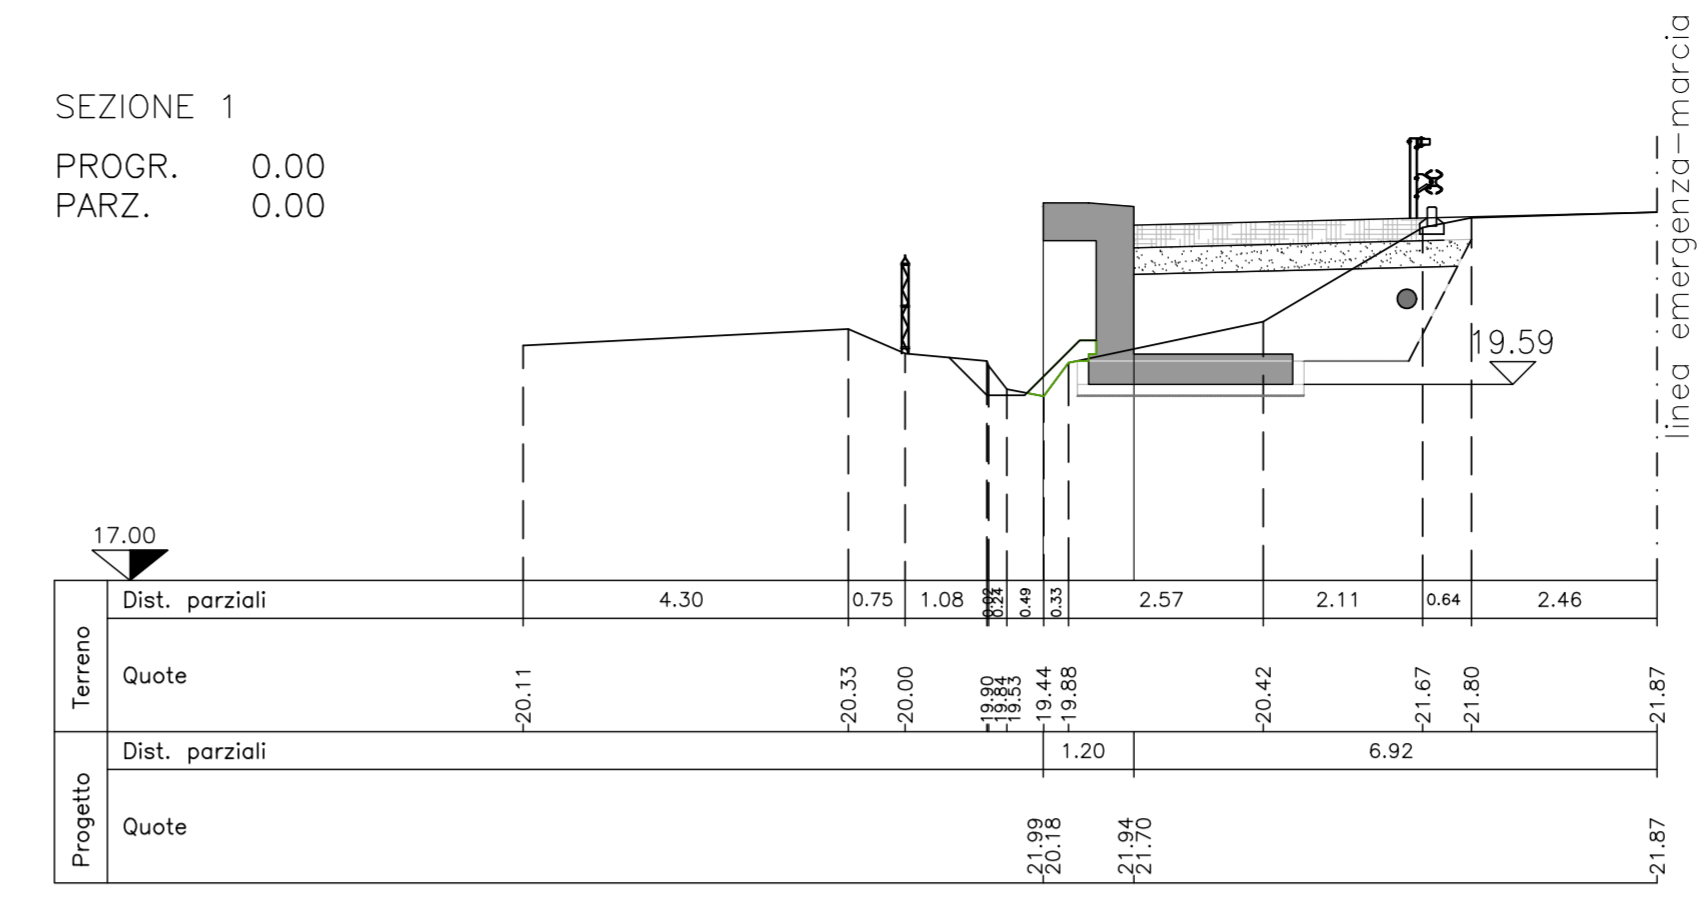 SEZIONE 1
PROGR. 0.00
PARZ. 0.00
linea emergenza-marcia
19.59
17.00
Terreno
Dist. parziali 4.30 0.75 1.08 0.02 0.24 0.49 0.33 2.57 2.11 0.64 2.46
Quote 20.11 20.33 20.00 19.90 19.84 19.53 19.44 19.88 20.42 21.67 21.80 21.87
Progetto
Dist. parziali 1.20 6.92
Quote 21.99 20.18 21.94 21.70 21.87